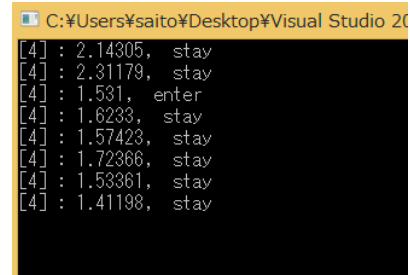 C:¥Users¥saito¥Desktop¥Visual Studio 20
[4] : 2.14305,  stay
[4] : 2.31179,  stay
[4] : 1.531,  enter
[4] : 1.6233,  stay
[4] : 1.57423,  stay
[4] : 1.72366,  stay
[4] : 1.53361,  stay
[4] : 1.41198,  stay